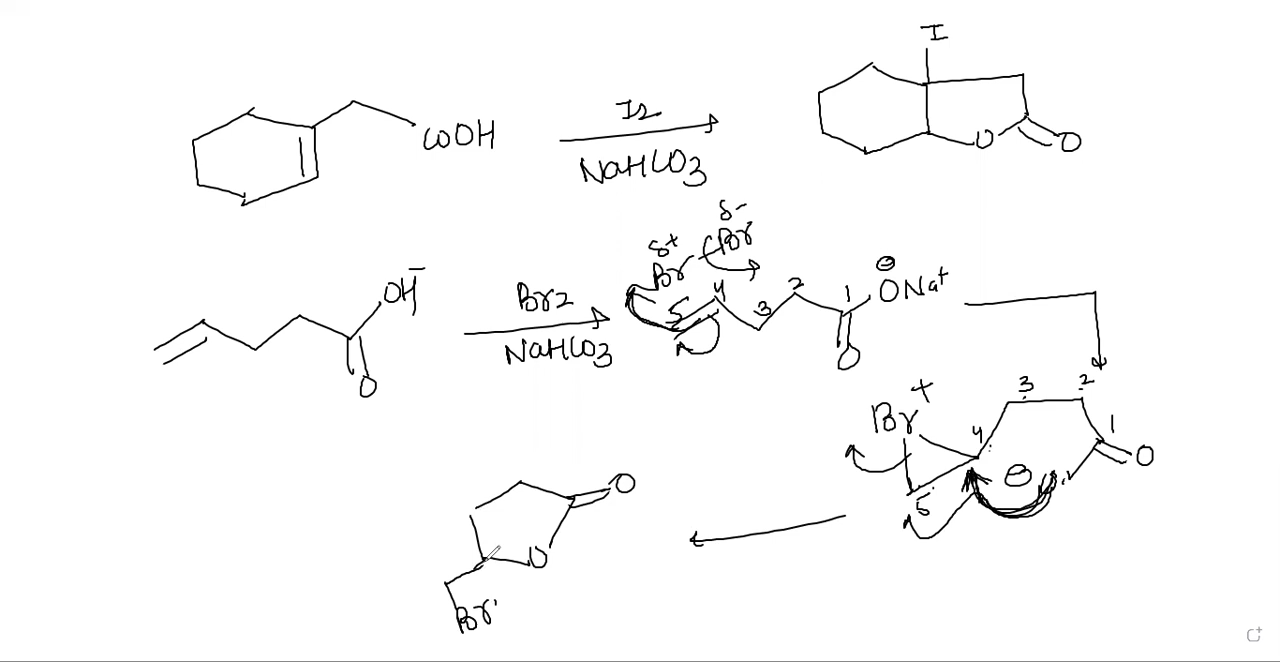 I
I2
COOH
NaHCO3
O
O
δ-
δ+
Br
Br
OH
Br2
5 4 3 2 1
ONa+
NaHCO3
O
O
Br+
4 3 2 1
O
5
O
O
Br